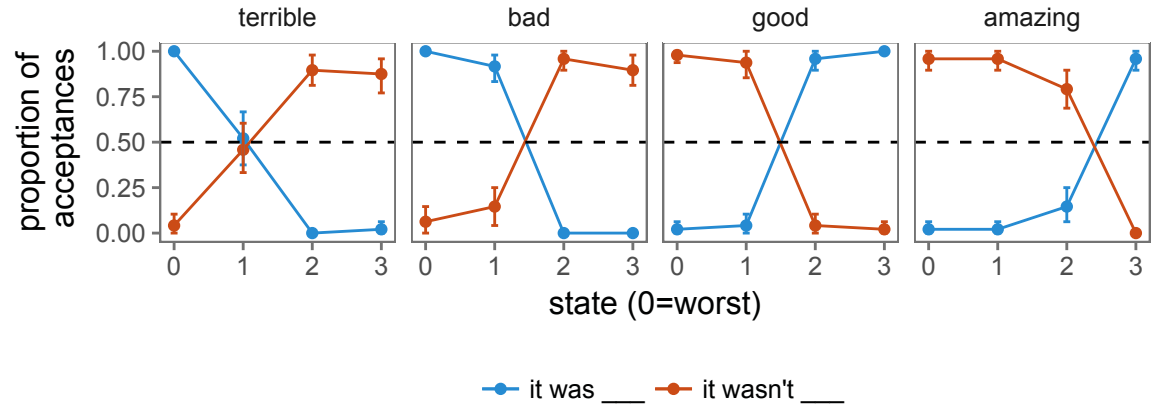 terrible bad good amazing
proportion of
acceptances
1.00
0.75
0.50
0.25
0.00
0 1 2 3 0 1 2 3 0 1 2 3 0 1 2 3
state (0=worst)
it was ___ it wasn't ___